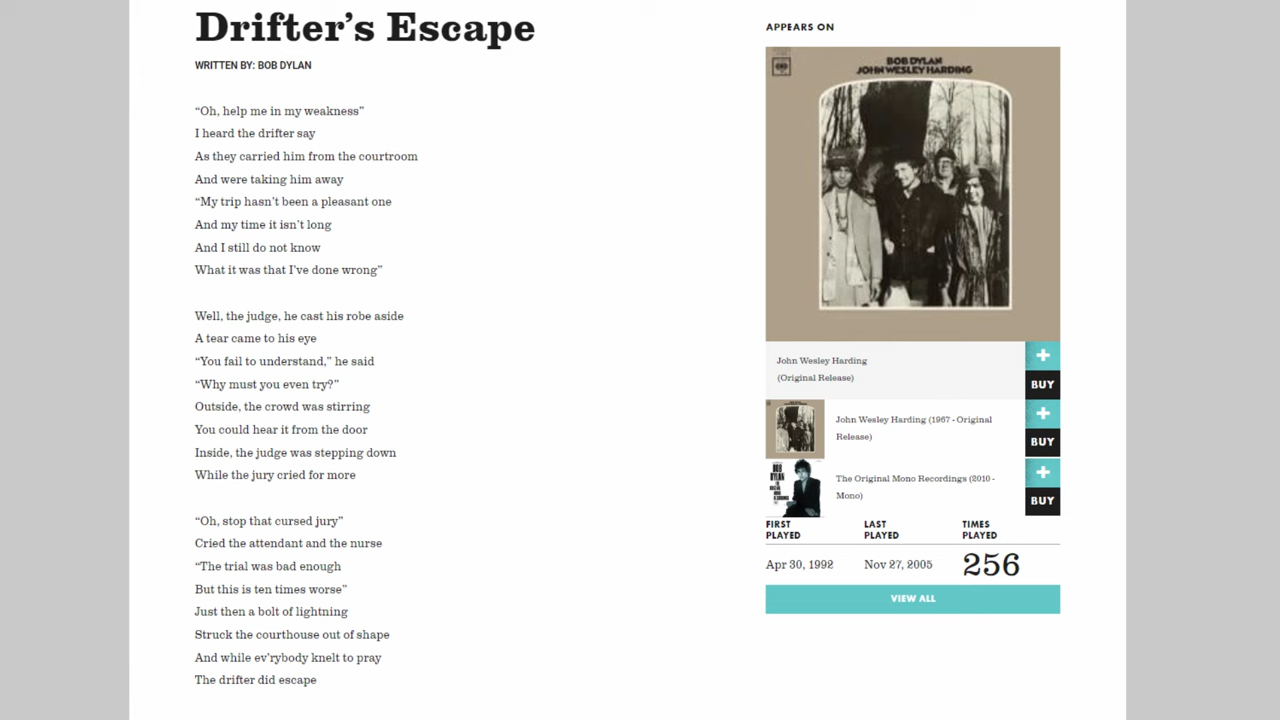 Drifter's Escape
WRITTEN BY: BOB DYLAN
“Oh, help me in my weakness”
I heard the drifter say
As they carried him from the courtroom
And were taking him away
“My trip hasn't been a pleasant one
And my time it isn't long
And I still do not know
What it was that I've done wrong”
Well, the judge, he cast his robe aside
A tear came to his eye
“You fail to understand,” he said
“Why must you even try?”
Outside, the crowd was stirring
You could hear it from the door
Inside, the judge was stepping down
While the jury cried for more
“Oh, stop that cursed jury”
Cried the attendant and the nurse
“The trial was bad enough
But this is ten times worse”
Just then a bolt of lightning
Struck the courthouse out of shape
And while ev'rybody knelt to pray
The drifter did escape
APPEARS ON
BOB DYLAN
JOHN WESLEY HARDING
John Wesley Harding
(Original Release)
+
BUY
John Wesley Harding (1967 - Original
Release)
+
BUY
BOB
DYLAN
The Original Mono Recordings (2010 -
Mono)
+
BUY
FIRST
PLAYED
LAST
PLAYED
TIMES
PLAYED
Apr 30, 1992
Nov 27, 2005
256
VIEW ALL